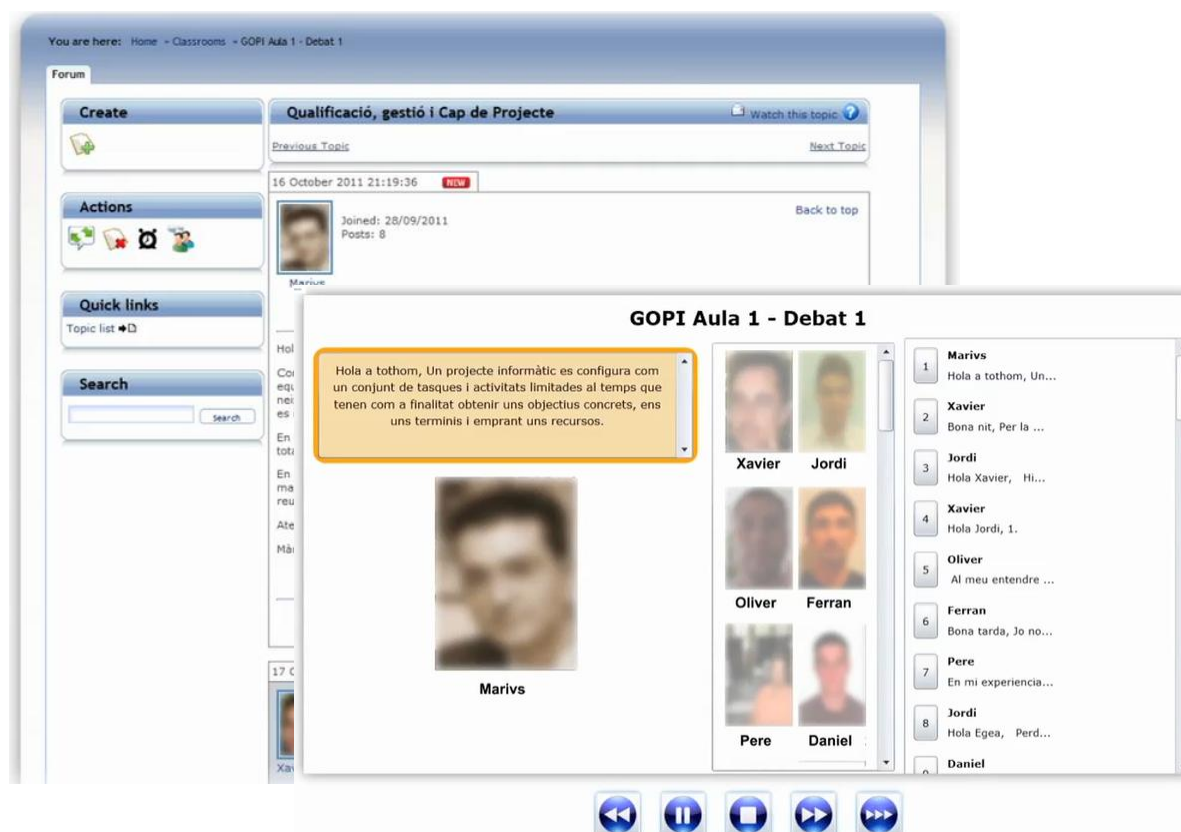 You are here: Home - Classrooms - GOPI Aula 1 - Debat 1
Forum
Create
Actions
Quick links
Topic list
Search
Search
Qualificació, gestió i Cap de Projecte
Watch this topic
Previous Topic
Next Topic
16 October 2011 21:19:36 NEW
Joined: 28/09/2011
Posts: 8
Back to top
Marivs
Hol
En
En
Ate
17
GOPI Aula 1 - Debat 1
Hola a tothom, Un projecte informàtic es configura com
un conjunt de tasques i activitats limitades al temps que
tenen com a finalitat obtenir uns objectius concrets, ens
uns terminis i emprant uns recursos.
Marivs
Xavier Jordi
Oliver Ferran
Pere Daniel
1 Marivs
Hola a tothom, Un...
2 Xavier
Bona nit, Per la ...
3 Jordi
Hola Xavier, Hi...
4 Xavier
Hola Jordi, 1.
5 Oliver
Al meu entendre ...
6 Ferran
Bona tarda, Jo no...
7 Pere
En mi experiencia...
8 Jordi
Hola Egea, Perd...
Daniel